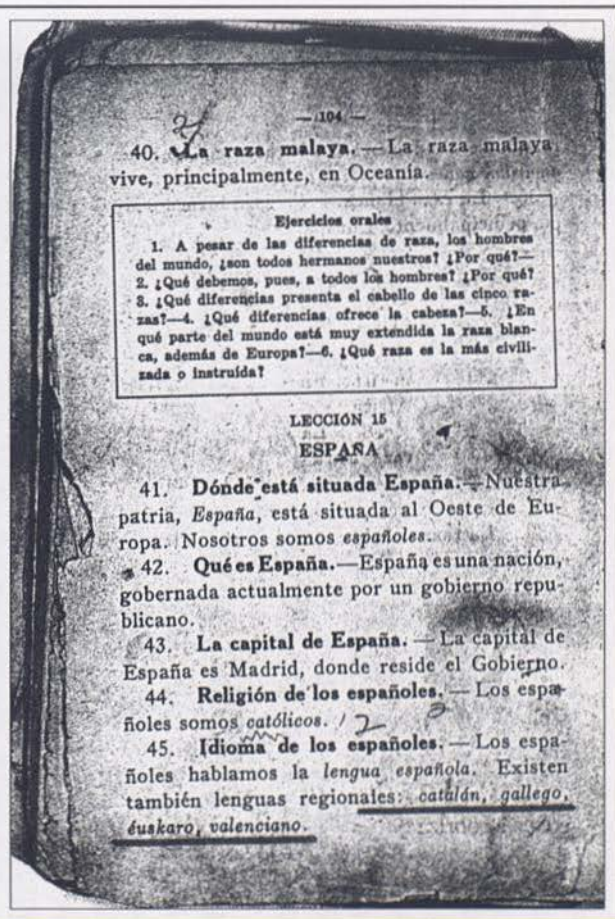 — 104 —
40. La raza malaya. — La raza malaya
vive, principalmente, en Oceanía.
Ejercicios orales
1. A pesar de las diferencias de raza, los hombres
del mundo, ¿son todos hermanos nuestros? ¿Por qué?—
2. ¿Qué debemos, pues, a todos los hombres? ¿Por qué?
3. ¿Qué diferencias presenta el cabello de las cinco ra-
zas?—4. ¿Qué diferencias ofrece la cabeza?—5. ¿En
qué parte del mundo está muy extendida la raza blan-
ca, además de Europa?—6. ¿Qué raza es la más civili-
zada o instruída?
LECCIÓN 15
ESPAÑA
41. Dónde está situada España.—Nuestra
patria, España, está situada al Oeste de Eu-
ropa. Nosotros somos españoles.
42. Qué es España.—España es una nación,
gobernada actualmente por un gobierno repu-
blicano.
43. La capital de España. — La capital de
España es Madrid, donde reside el Gobierno.
44. Religión de los españoles. — Los espa-
ñoles somos católicos. 12
45. Idioma de los españoles. — Los espa-
ñoles hablamos la lengua española. Existen
también lenguas regionales: catalán, gallego,
éuskaro, valenciano.